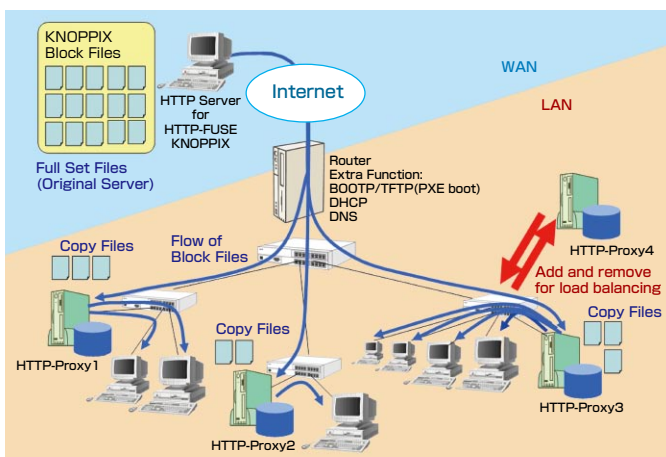 KNOPPIX
Block Files
HTTP Server
for
HTTP-FUSE
KNOPPIX
Internet
WAN
LAN
Full Set Files
(Original Server)
Router
Extra Function:
BOOTP/TFTP(PXE boot)
DHCP
DNS
Copy Files
Flow of
Block Files
HTTP-Proxy4
Add and remove
for load balancing
Copy Files
Copy Files
HTTP-Proxy1
HTTP-Proxy2
HTTP-Proxy3